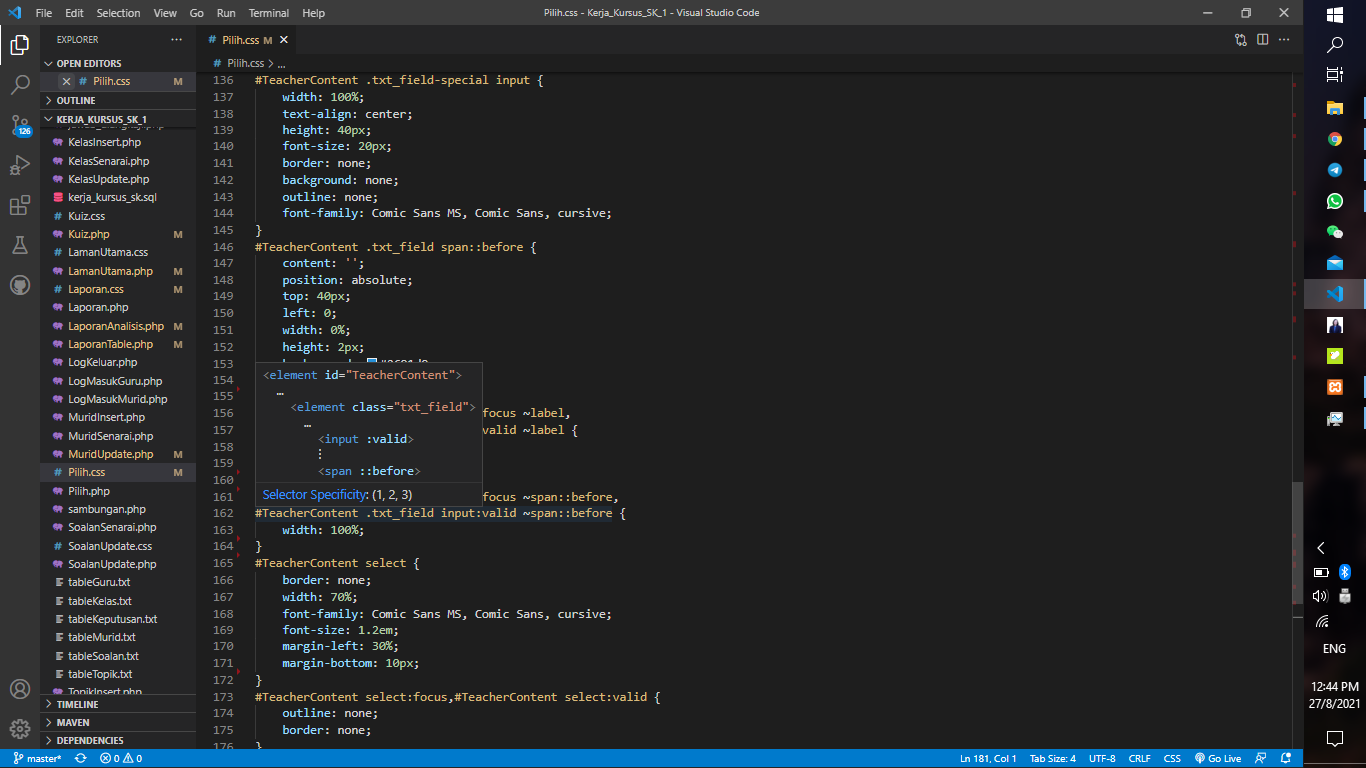 File Edit Selection View Go Run Terminal Help
Pilih.css - Kerja_Kursus_SK_1 - Visual Studio Code
EXPLORER
OPEN EDITORS
Pilih.css M
OUTLINE
KERJA_KURSUS_SK_1
KelasInsert.php
KelasSenarai.php
KelasUpdate.php
kerja_kursus_sk.sql
Kuiz.css
Kuiz.php M
LamanUtama.css
LamanUtama.php M
Laporan.css M
Laporan.php
LaporanAnalisis.php M
LaporanTable.php M
LogKeluar.php
LogMasukGuru.php
LogMasukMurid.php
MuridInsert.php
MuridSenarai.php
MuridUpdate.php M
Pilih.css M
Pilih.php
sambungan.php
SoalanSenarai.php
SoalanUpdate.css
SoalanUpdate.php
tableGuru.txt
tableKelas.txt
tableKeputusan.txt
tableMurid.txt
tableSoalan.txt
tableTopik.txt
TopikInsert.php
TIMELINE
MAVEN
DEPENDENCIES
126
# Pilih.css M
# Pilih.css > ...
136 #TeacherContent .txt_field-special input {
137 width: 100%;
138 text-align: center;
139 height: 40px;
140 font-size: 20px;
141 border: none;
142 background: none;
143 outline: none;
144 font-family: Comic Sans MS, Comic Sans, cursive;
145 }
146 #TeacherContent .txt_field span::before {
147 content: '';
148 position: absolute;
149 top: 40px;
150 left: 0;
151 width: 0%;
152 height: 2px;
153
154
155
156 focus ~label,
157 valid ~label {
158
159
160
161 focus ~span::before,
162 #TeacherContent .txt_field input:valid ~span::before {
163 width: 100%;
164 }
165 #TeacherContent select {
166 border: none;
167 width: 70%;
168 font-family: Comic Sans MS, Comic Sans, cursive;
169 font-size: 1.2em;
170 margin-left: 30%;
171 margin-bottom: 10px;
172 }
173 #TeacherContent select:focus,#TeacherContent select:valid {
174 outline: none;
175 border: none;
176 }
<element id="TeacherContent">
…
<element class="txt_field">
…
<input :valid>
⋮
<span ::before>
Selector Specificity: (1, 2, 3)
master* 0 0
Ln 181, Col 1 Tab Size: 4 UTF-8 CRLF CSS Go Live
ENG
12:44 PM
27/8/2021